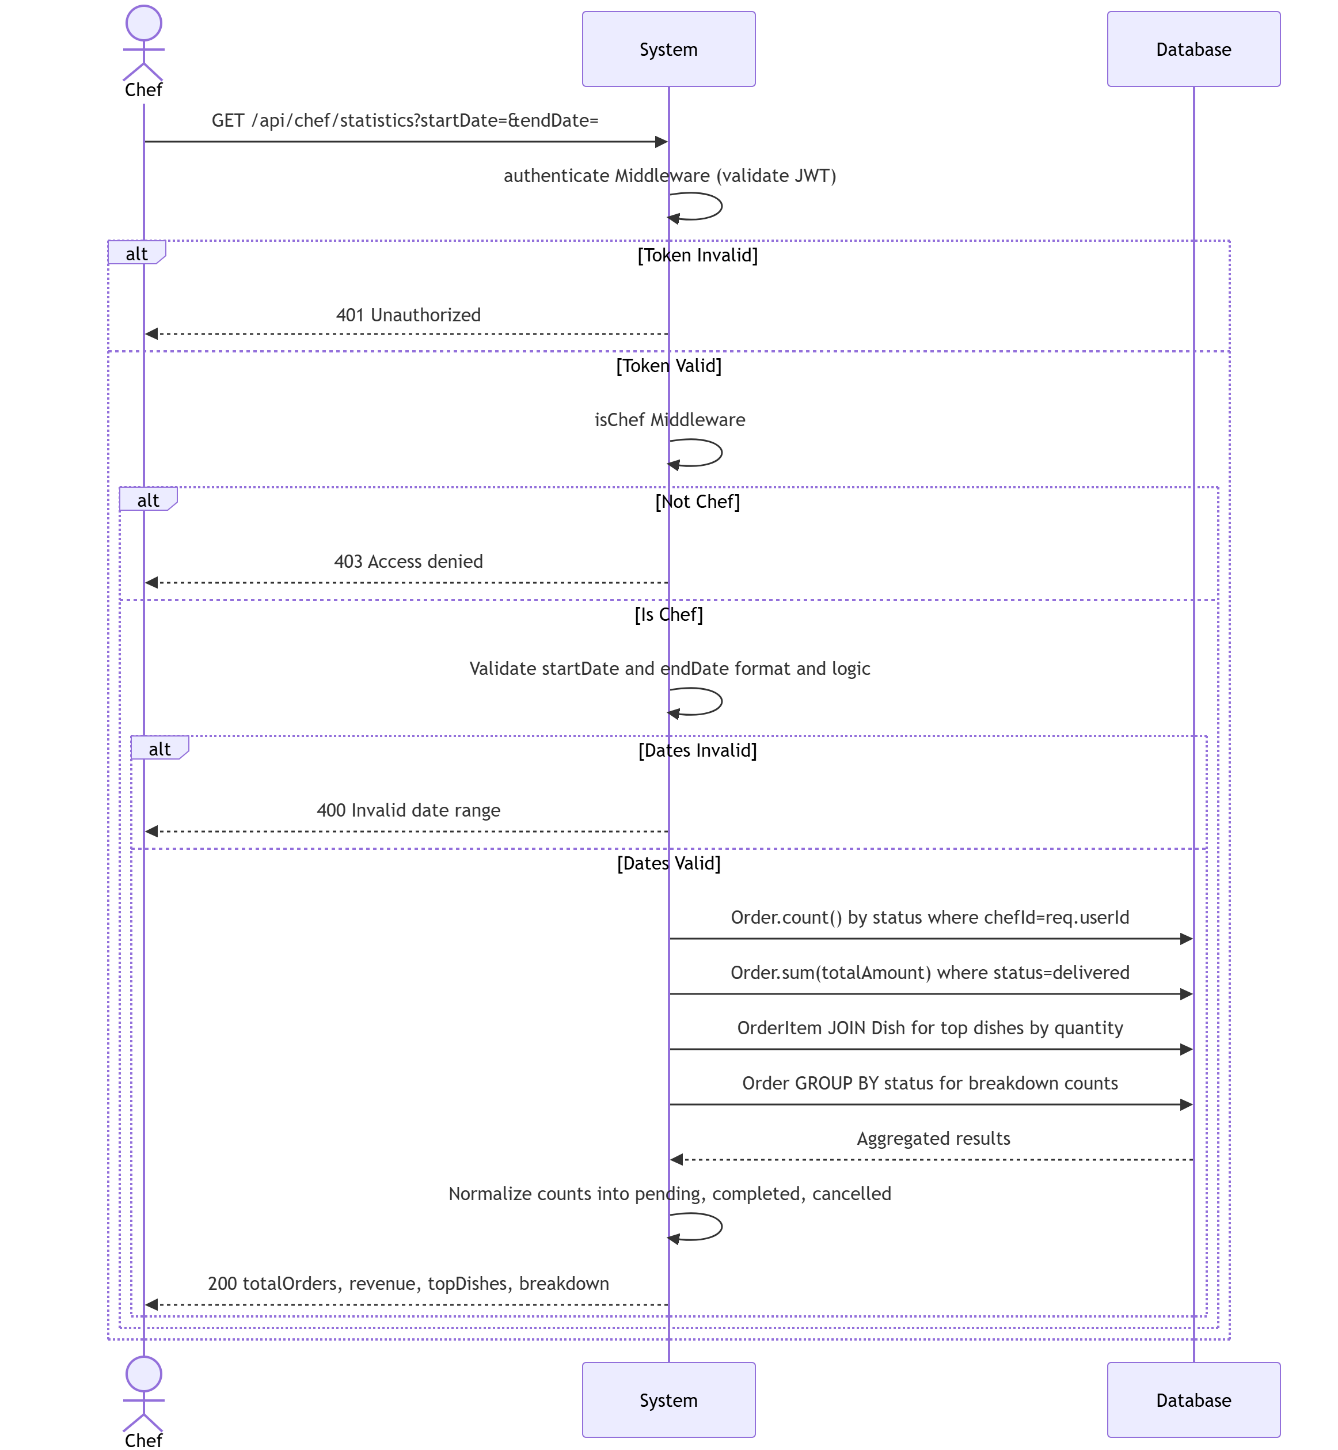 System
Database
Chef
GET /api/chef/statistics?startDate=&endDate=
authenticate Middleware (validate JWT)
alt
[Token Invalid]
401 Unauthorized
[Token Valid]
isChef Middleware
alt
[Not Chef]
403 Access denied
[Is Chef]
Validate startDate and endDate format and logic
alt
[Dates Invalid]
400 Invalid date range
[Dates Valid]
Order.count() by status where chefId=req.userId
Order.sum(totalAmount) where status=delivered
OrderItem JOIN Dish for top dishes by quantity
Order GROUP BY status for breakdown counts
Aggregated results
Normalize counts into pending, completed, cancelled
200 totalOrders, revenue, topDishes, breakdown
System
Database
Chef